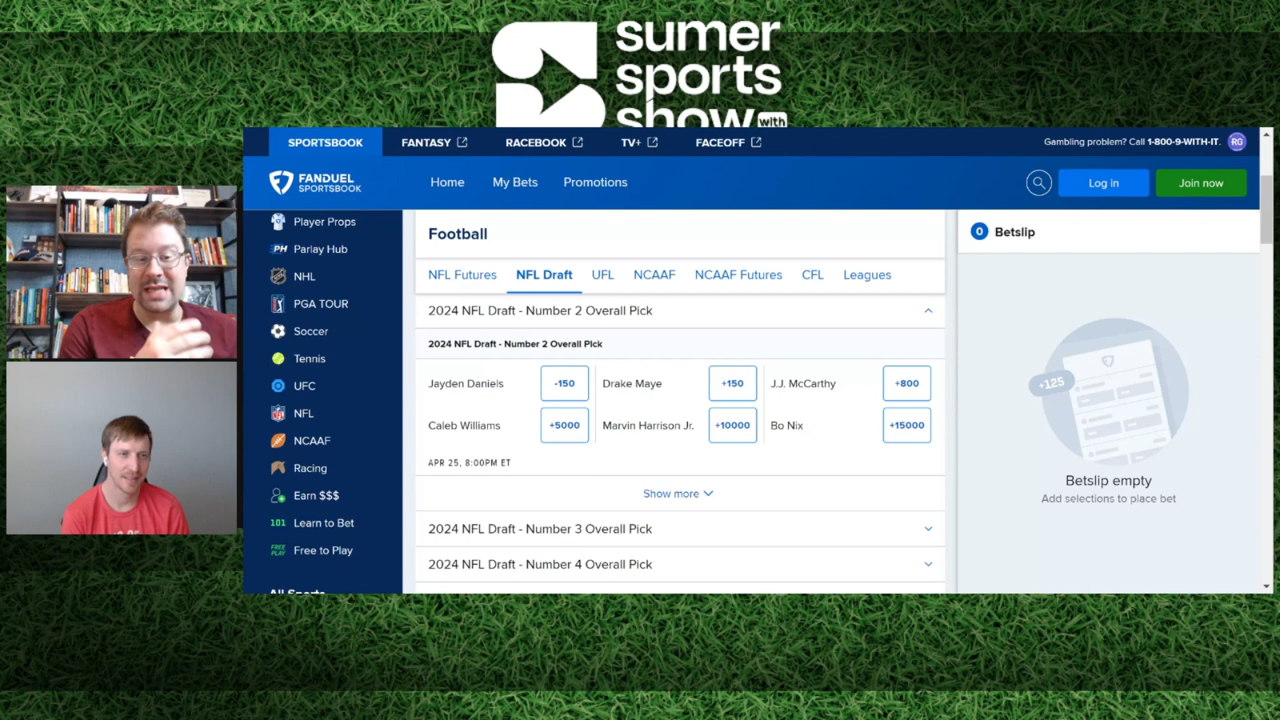 sumer
sports
show with
SPORTSBOOK FANTASY RACEBOOK TV+ FACEOFF Gambling problem? Call 1-800-9-WITH-IT. RG
FANDUEL
SPORTSBOOK
Home My Bets Promotions Log in Join now
Player Props
PH Parlay Hub
NHL
PGA TOUR
Soccer
Tennis
UFC
NFL
NCAAF
Racing
Earn $$$
101 Learn to Bet
FREE PLAY Free to Play
All Sports
Football
NFL Futures NFL Draft UFL NCAAF NCAAF Futures CFL Leagues
2024 NFL Draft - Number 2 Overall Pick
2024 NFL Draft - Number 2 Overall Pick
Jayden Daniels -150 Drake Maye +150 J.J. McCarthy +800
Caleb Williams +5000 Marvin Harrison Jr. +10000 Bo Nix +15000
APR 25, 8:00PM ET
Show more
2024 NFL Draft - Number 3 Overall Pick
2024 NFL Draft - Number 4 Overall Pick
0 Betslip
+125
Betslip empty
Add selections to place bet